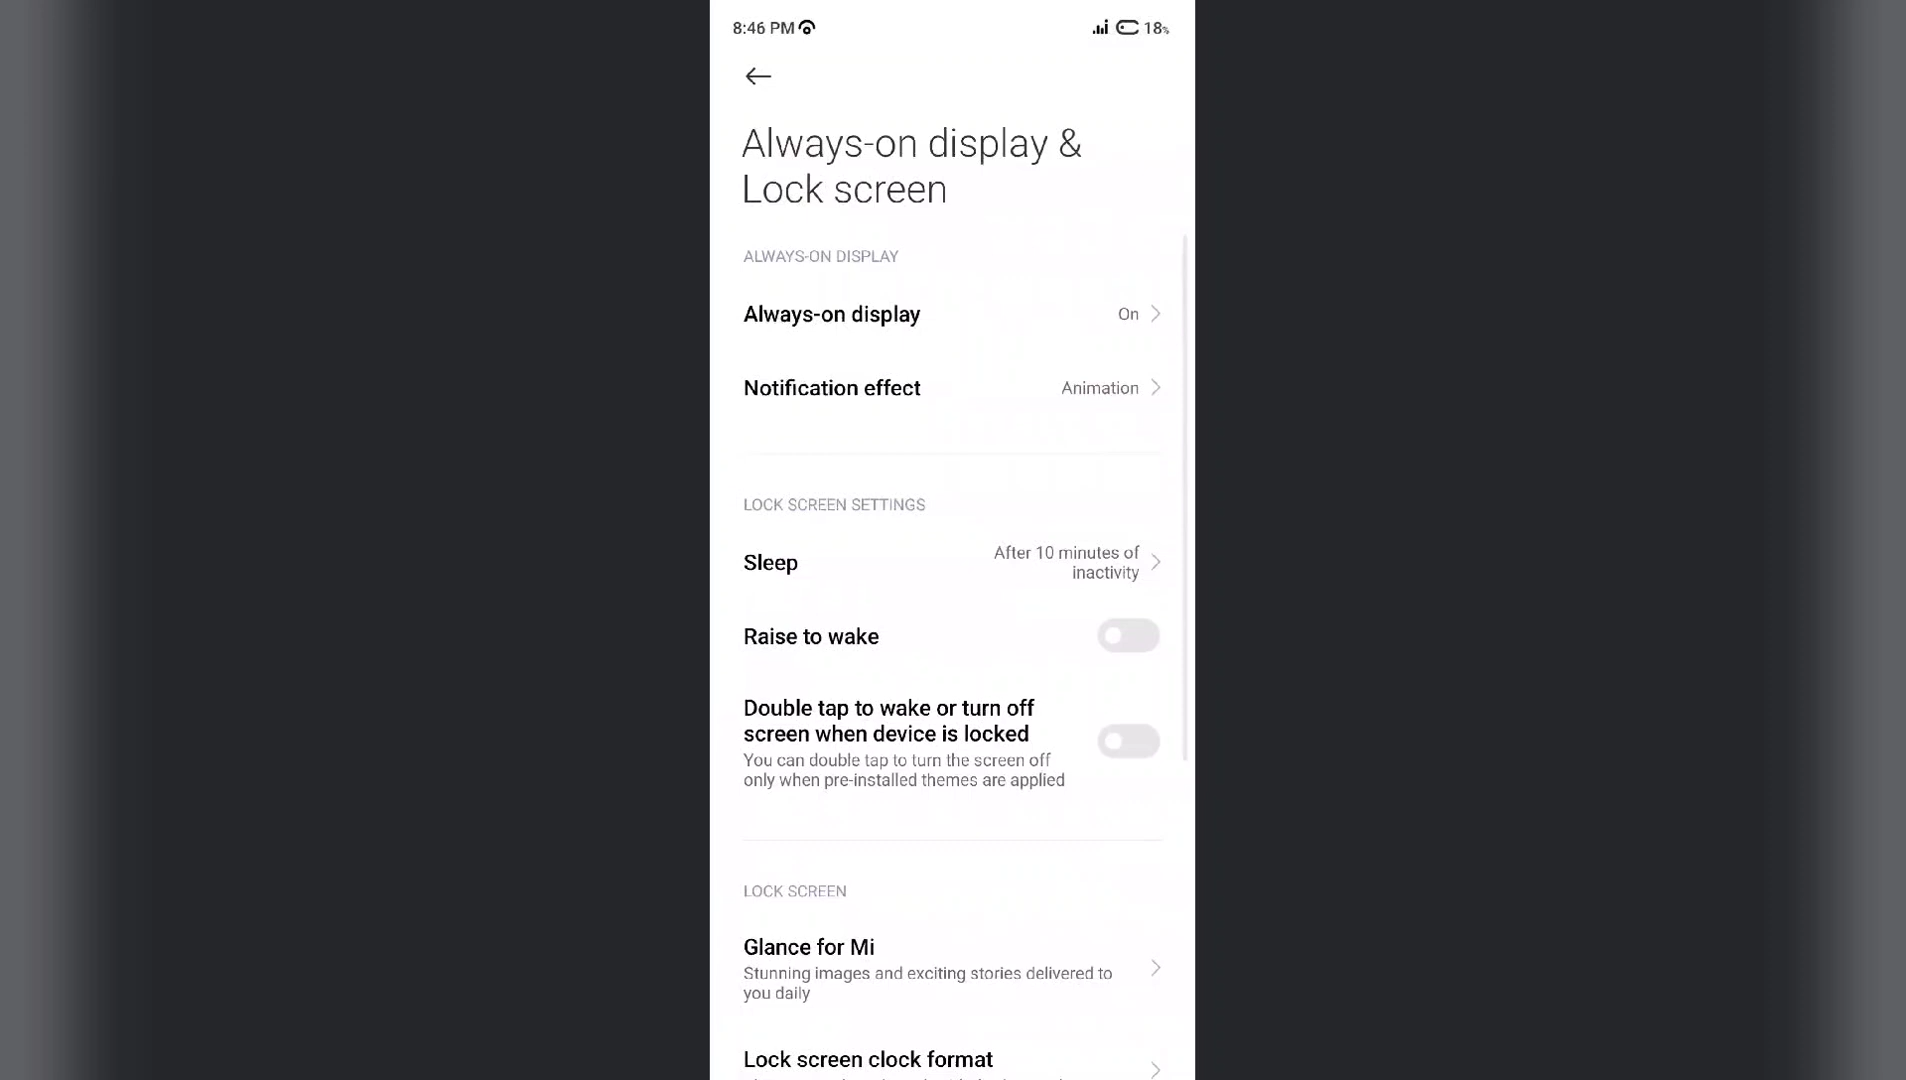 8:46 PM 18%
Always-on display &
Lock screen
ALWAYS-ON DISPLAY
Always-on display On
Notification effect Animation
LOCK SCREEN SETTINGS
Sleep After 10 minutes of
inactivity
Raise to wake
Double tap to wake or turn off
screen when device is locked
You can double tap to turn the screen off
only when pre-installed themes are applied
LOCK SCREEN
Glance for Mi
Stunning images and exciting stories delivered to
you daily
Lock screen clock format